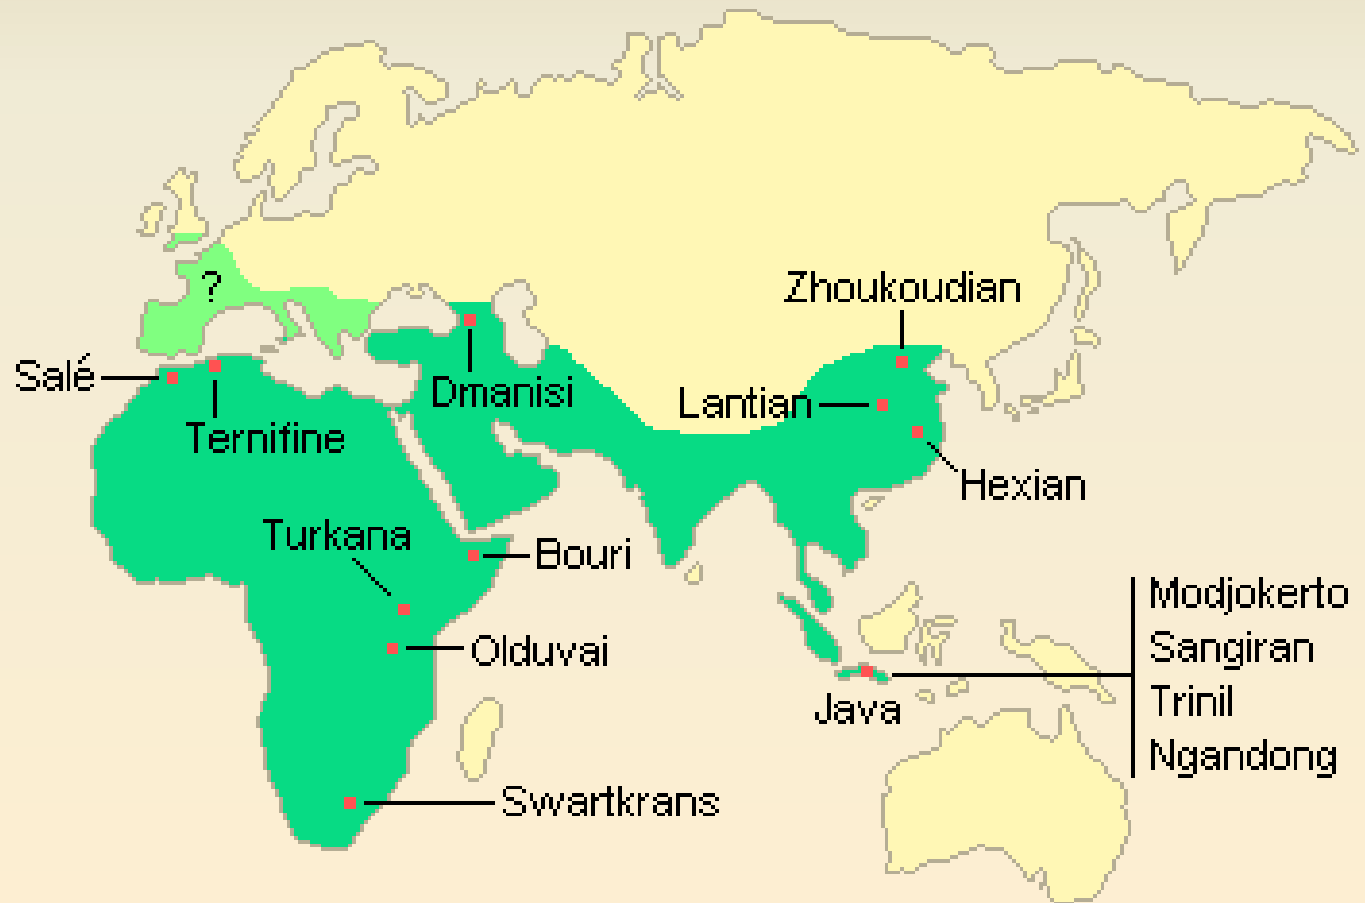 ?
Zhoukoudian
Salé
Dmanisi
Lantian
Ternifine
Hexian
Turkana
Bouri
Modjokerto
Olduvai
Sangiran
Java
Trinil
Ngandong
Swartkrans